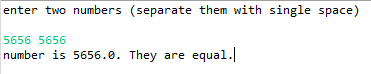 enter two numbers (separate them with single space)
5656 5656
number is 5656.0. They are equal.